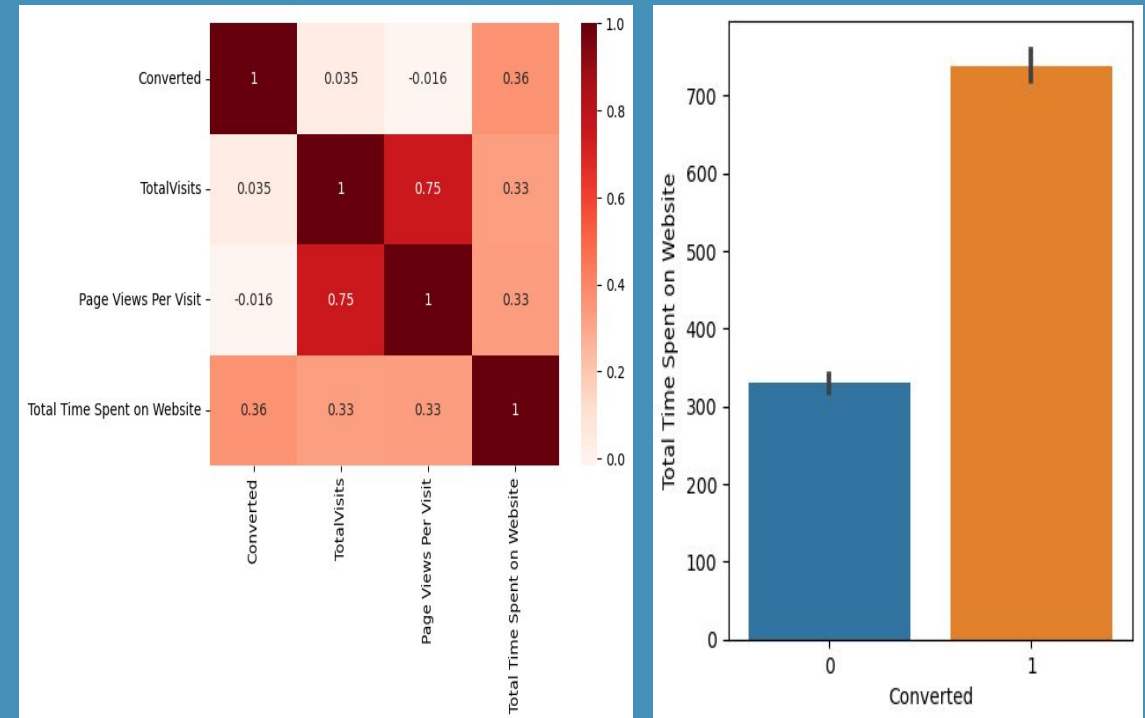 Converted 1 0.035 -0.016 0.36
TotalVisits 0.035 1 0.75 0.33
Page Views Per Visit -0.016 0.75 1 0.33
Total Time Spent on Website 0.36 0.33 0.33 1
Converted
TotalVisits
Page Views Per Visit
Total Time Spent on Website
1.0
0.8
0.6
0.4
0.2
0.0
Total Time Spent on Website
700
600
500
400
300
200
100
0
0 1
Converted